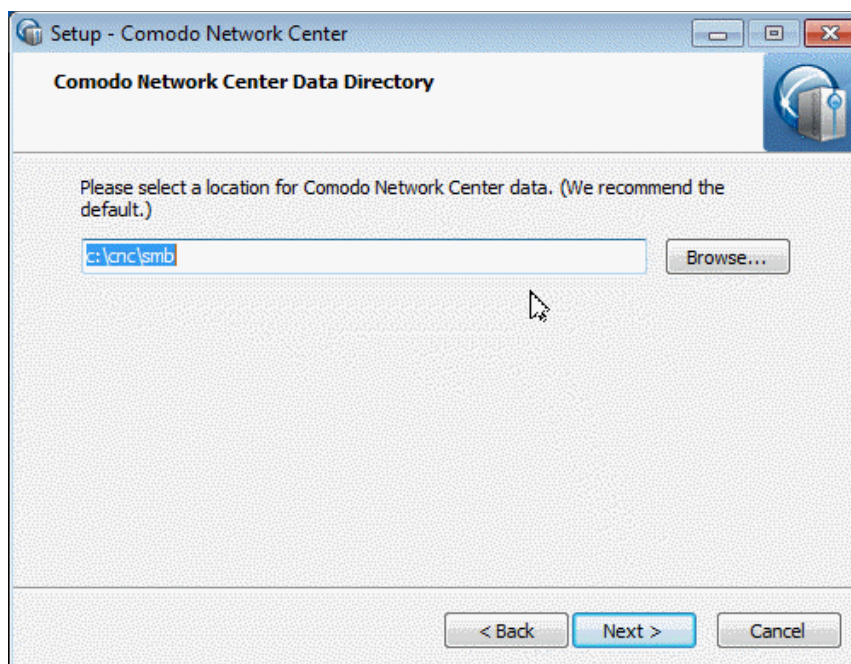 Setup - Comodo Network Center
Comodo Network Center Data Directory
Please select a location for Comodo Network Center data. (We recommend the
default.)
c:\cnc\smb
Browse...
< Back
Next >
Cancel